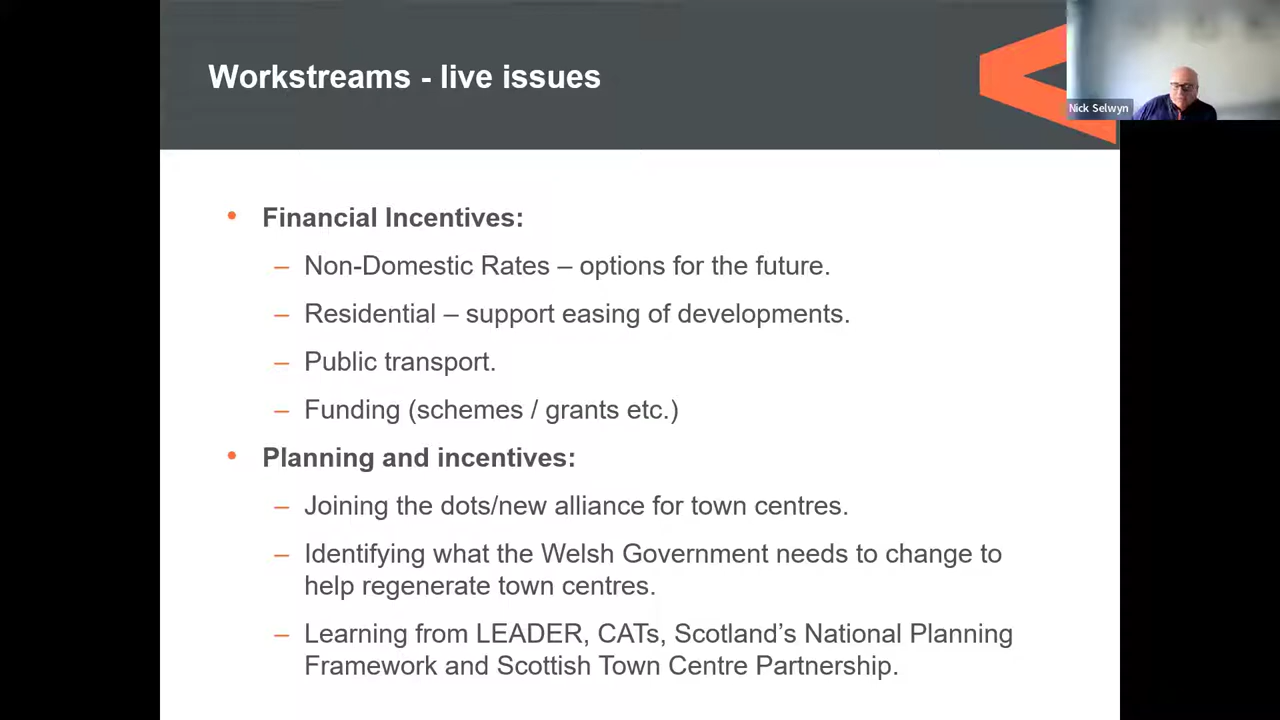 Workstreams - live issues
Nick Selwyn
• Financial Incentives:
– Non-Domestic Rates – options for the future.
– Residential – support easing of developments.
– Public transport.
– Funding (schemes / grants etc.)
• Planning and incentives:
– Joining the dots/new alliance for town centres.
– Identifying what the Welsh Government needs to change to
help regenerate town centres.
– Learning from LEADER, CATs, Scotland’s National Planning
Framework and Scottish Town Centre Partnership.